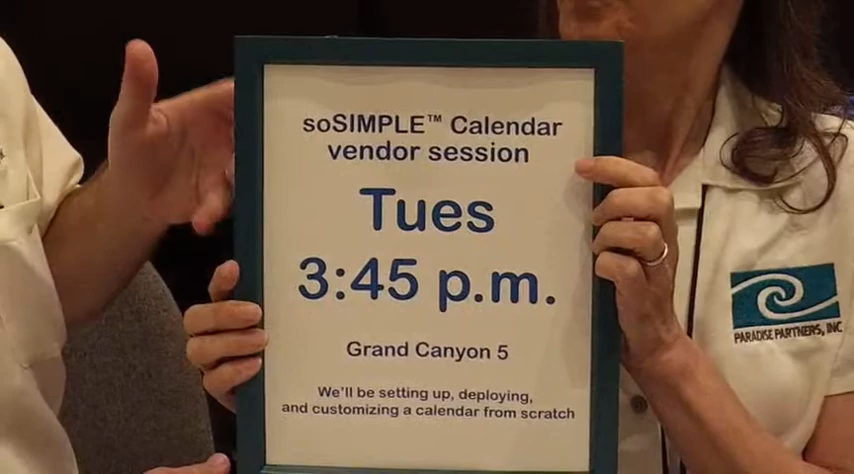 soSIMPLE™ Calendar
vendor session
Tues
3:45 p.m.
Grand Canyon 5
We'll be setting up, deploying,
and customizing a calendar from scratch
PARADISE PARTNERS, INC